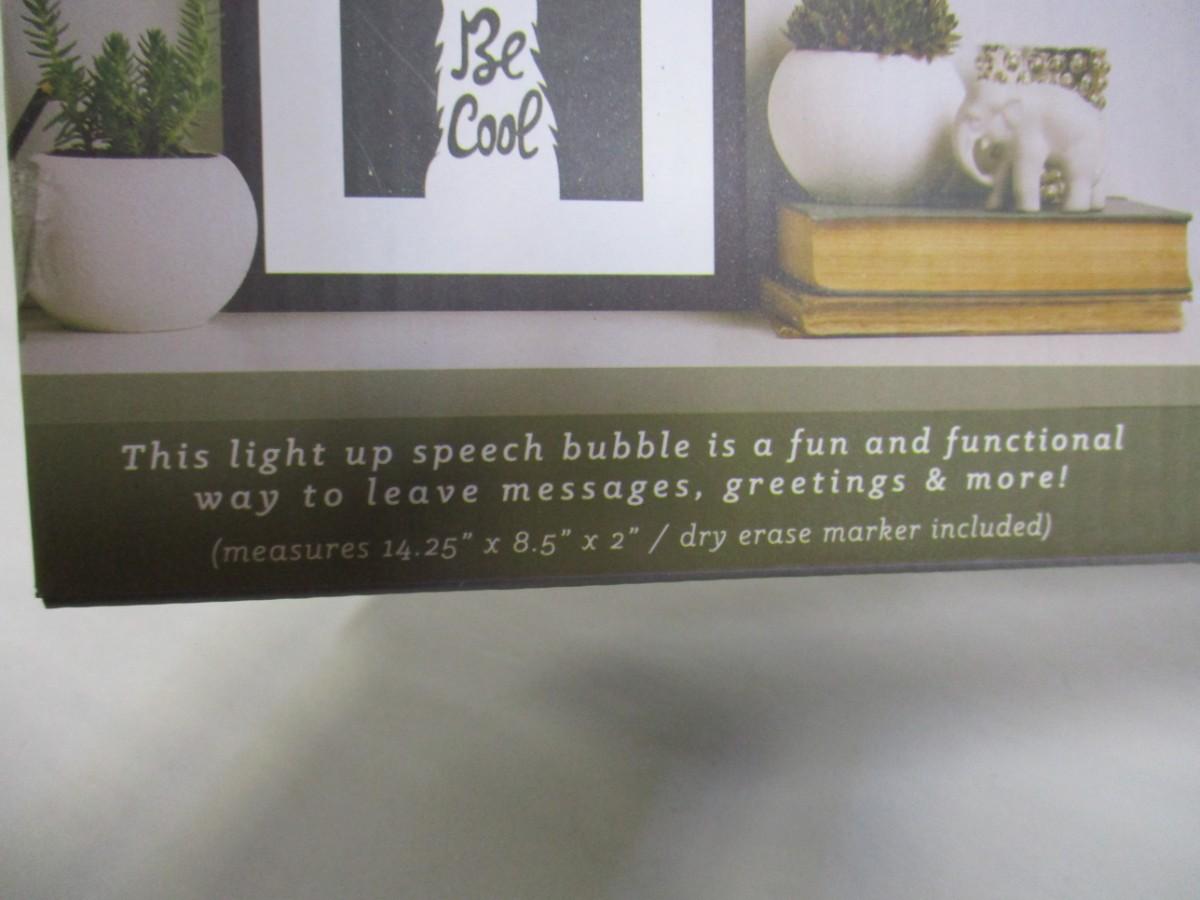 Be
Cool
This light up speech bubble is a fun and functional
way to leave messages, greetings & more!
(measures 14.25" x 8.5" x 2" / dry erase marker included)